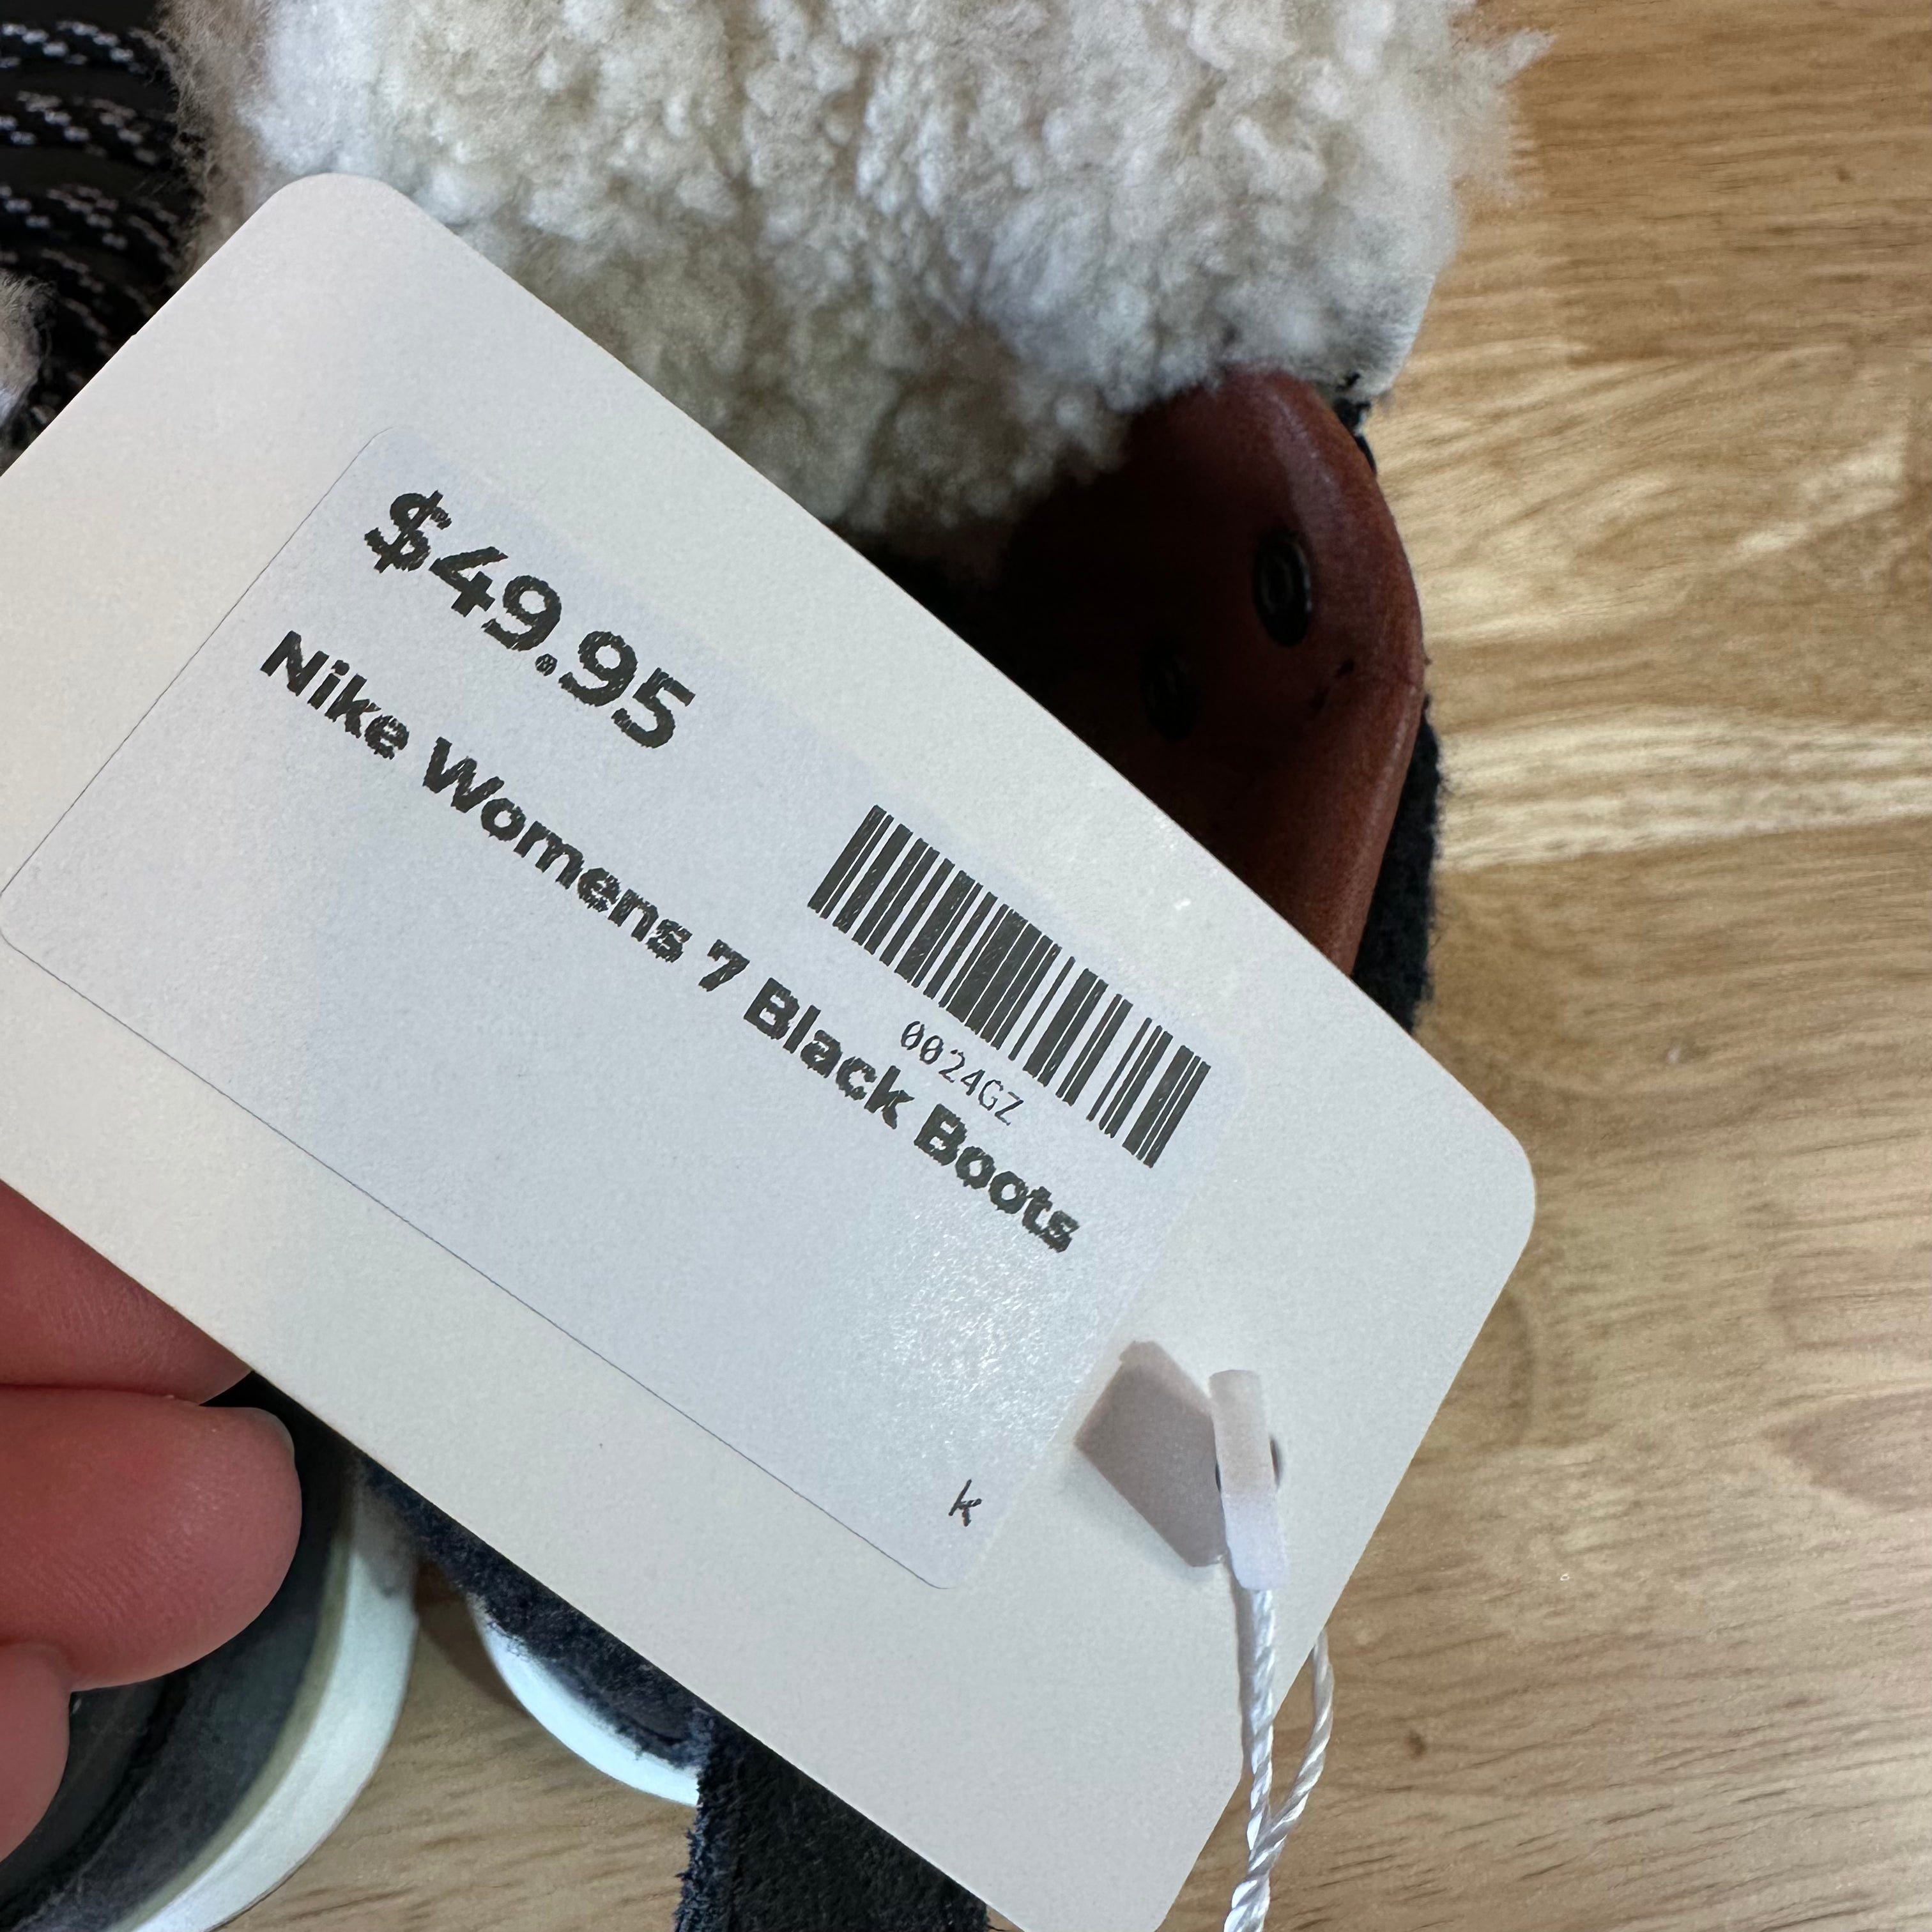 $49.95
Nike Womens 7 Black Boots
0024GZ
k